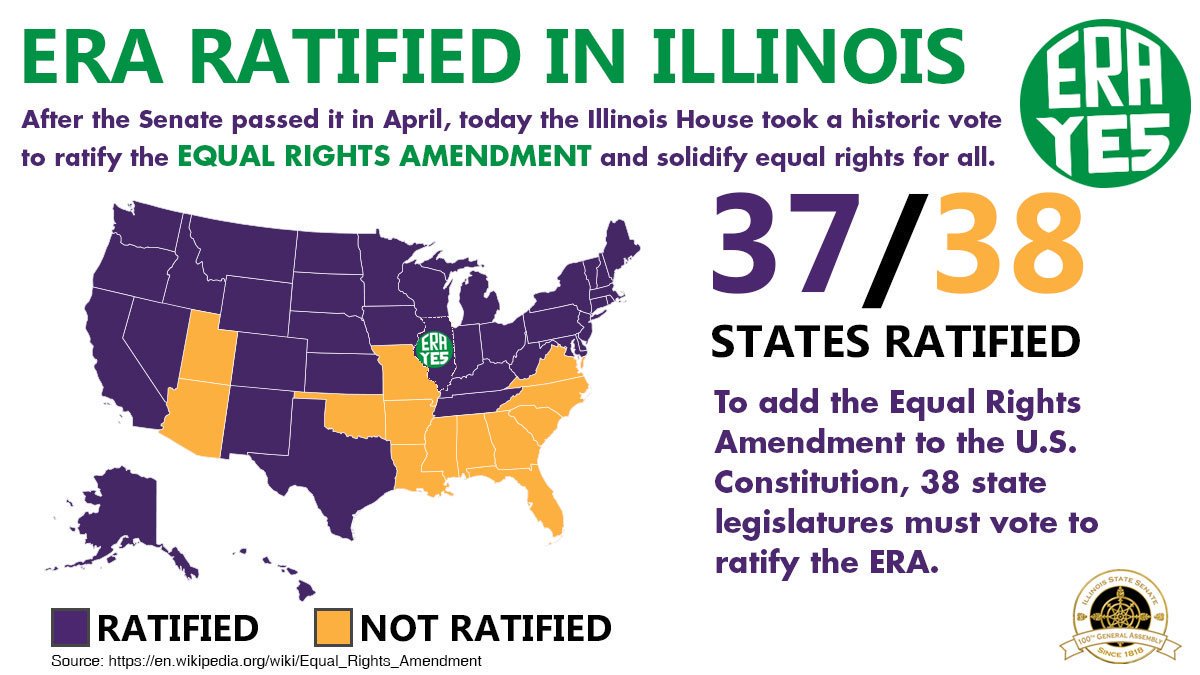 ERA RATIFIED IN ILLINOIS
After the Senate passed it in April, today the Illinois House took a historic vote
to ratify the EQUAL RIGHTS AMENDMENT and solidify equal rights for all.
ERA
YES
37/38
STATES RATIFIED
To add the Equal Rights
Amendment to the U.S.
Constitution, 38 state
legislatures must vote to
ratify the ERA.
ERA
YES
RATIFIED
NOT RATIFIED
Source: https://en.wikipedia.org/wiki/Equal_Rights_Amendment
ILLINOIS STATE SENATE
100TH GENERAL ASSEMBLY
SINCE 1818